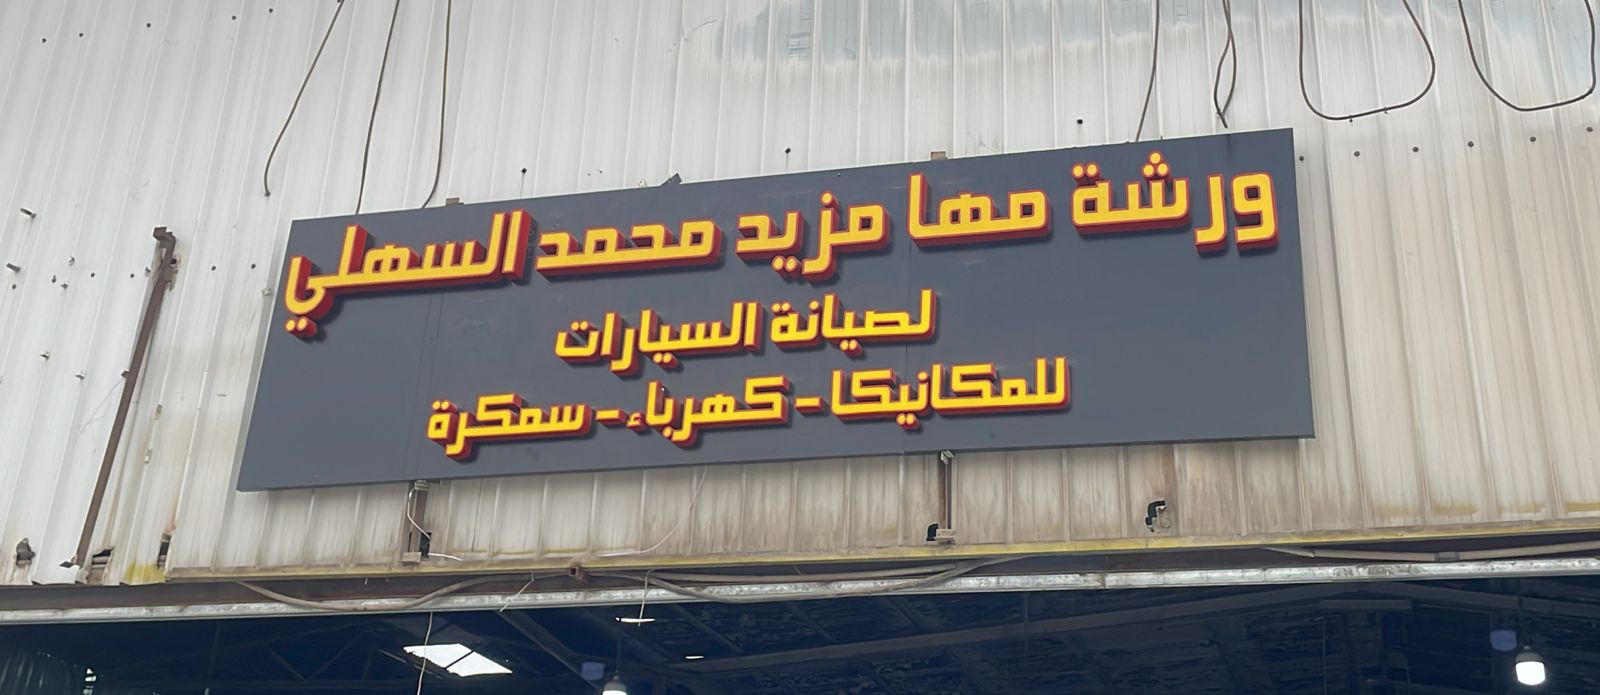 ورشة مها مزيد محمد السهلي
لصيانة السيارات
للمكانيكا - كهرباء - سمكرة